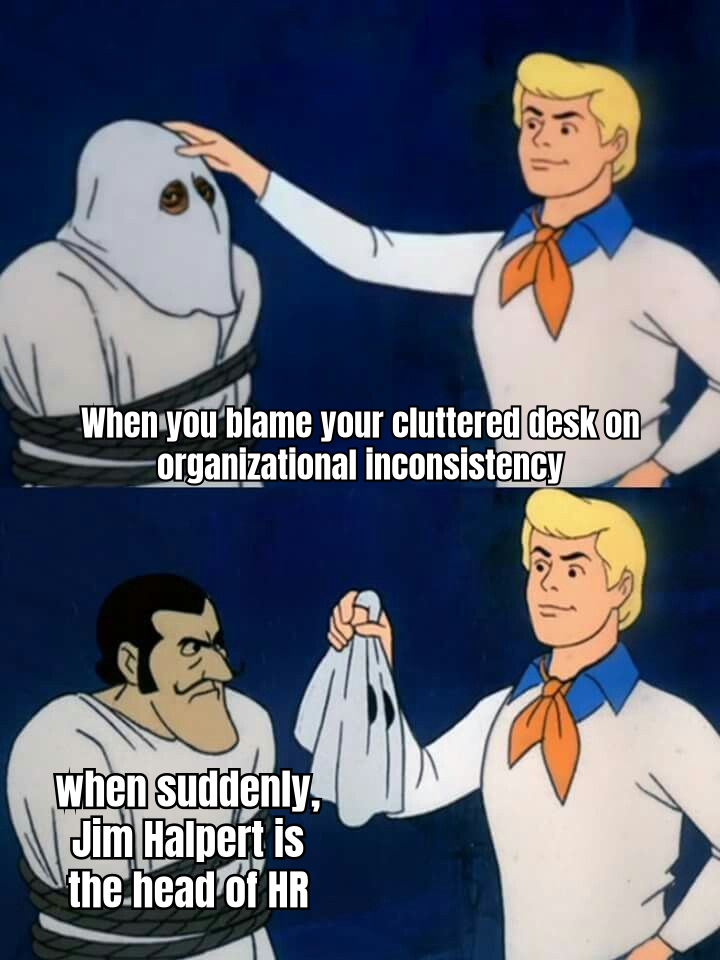 When you blame your cluttered desk on
organizational inconsistency
when suddenly,
Jim Halpert is
the head of HR